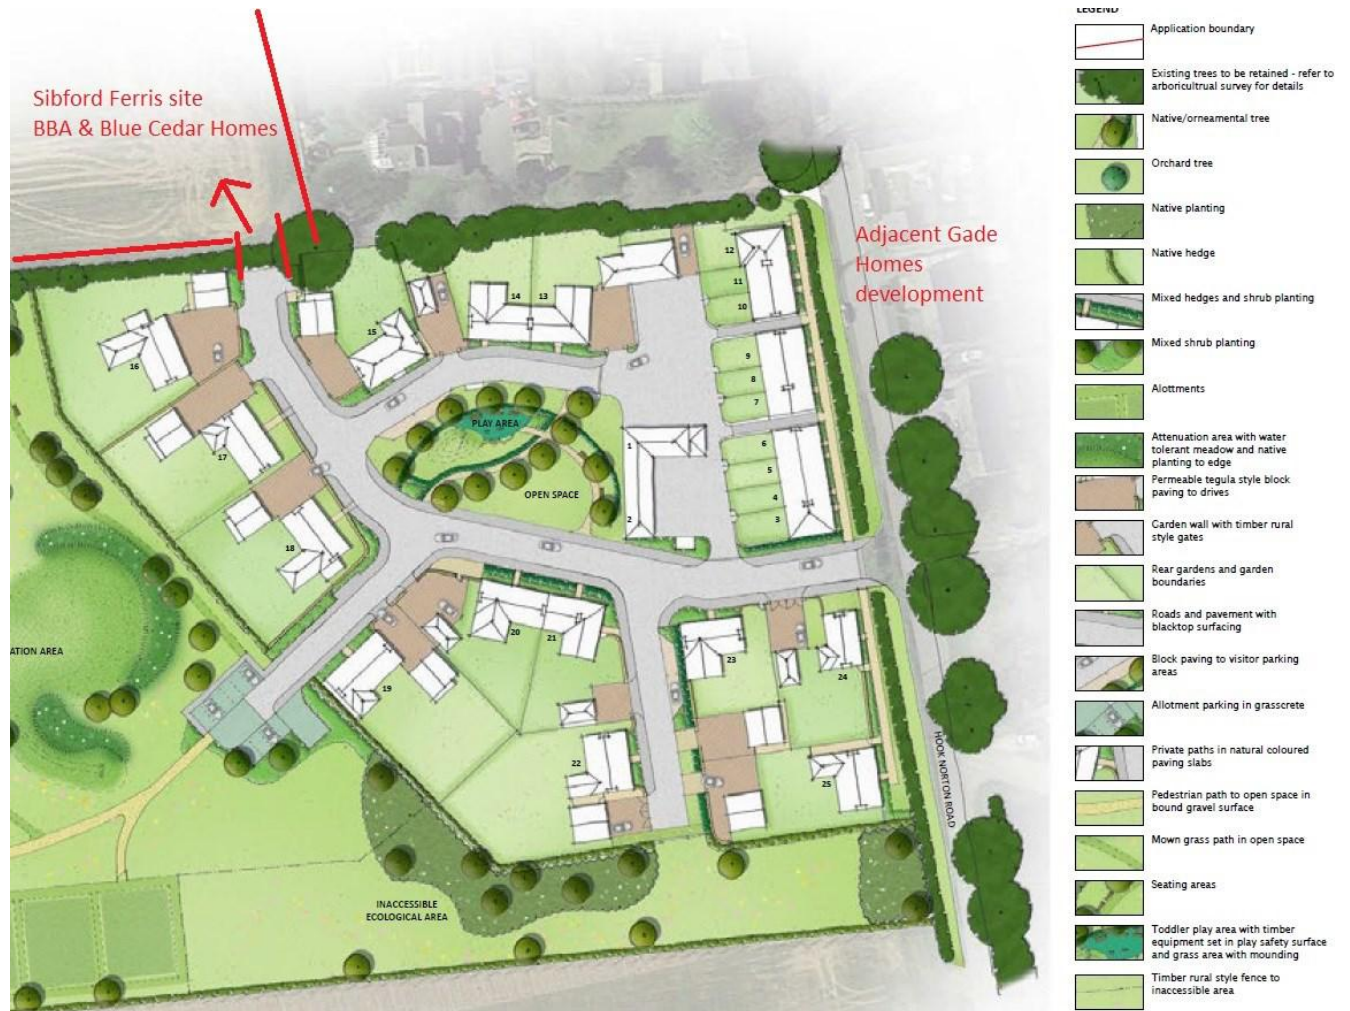 Sibford Ferris site
BBA & Blue Cedar Homes
Adjacent Gade
Homes
development
12
11
10
9
8
7
6
5
4
3
14
13
15
16
17
18
1
2
PLAY AREA
OPEN SPACE
19
20
21
22
23
24
25
ATION AREA
INACCESSIBLE
ECOLOGICAL AREA
HOOK NORTON ROAD
LEGEND
Application boundary
Existing trees to be retained - refer to
arboricultrual survey for details
Native/orneamental tree
Orchard tree
Native planting
Native hedge
Mixed hedges and shrub planting
Mixed shrub planting
Alottments
Attenuation area with water
tolerant meadow and native
planting to edge
Permeable tegula style block
paving to drives
Garden wall with timber rural
style gates
Rear gardens and garden
boundaries
Roads and pavement with
blacktop surfacing
Block paving to visitor parking
areas
Allotment parking in grasscrete
Private paths in natural coloured
paving slabs
Pedestrian path to open space in
bound gravel surface
Mown grass path in open space
Seating areas
Toddler play area with timber
equipment set in play safety surface
and grass area with mounding
Timber rural style fence to
inaccessible area